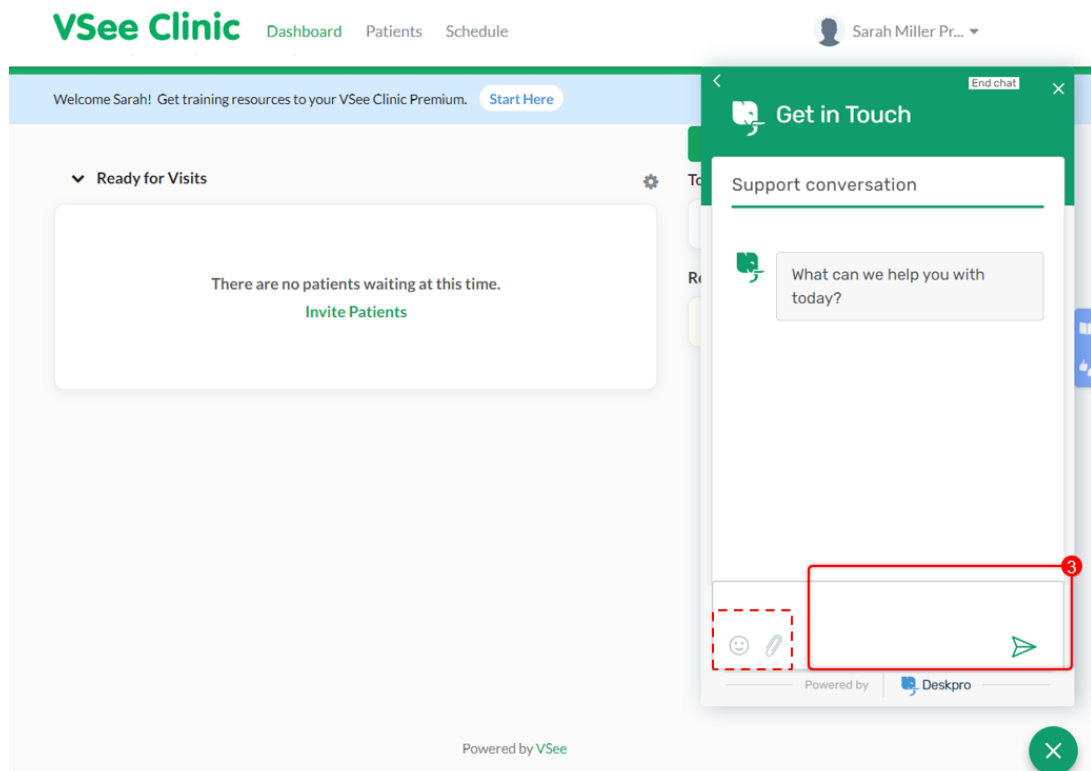 VSee Clinic
Dashboard Patients Schedule
Sarah Miller Pr...
Welcome Sarah! Get training resources to your VSee Clinic Premium. Start Here
End chat
Get in Touch
Ready for Visits
To
Support conversation
There are no patients waiting at this time.
Invite Patients
What can we help you with
today?
3
Powered by Deskpro
Powered by VSee